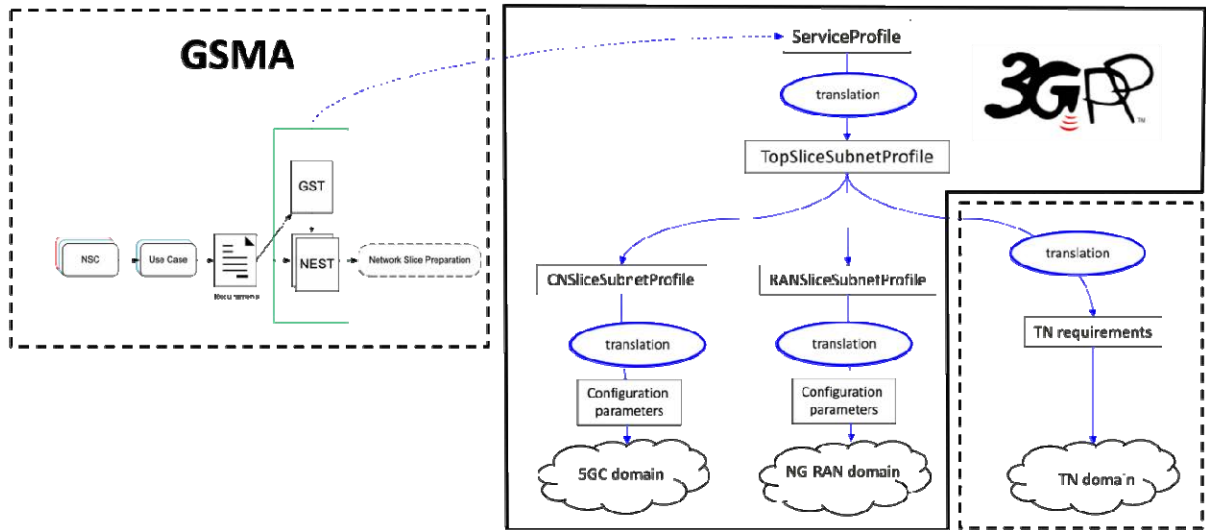 GSMA
GST
NSC
Use Case
NEST
Network Slice Preparation
ServiceProfile
translation
3GPP
TM
TopSliceSubnetProfile
CNSliceSubnetProfile
RANSliceSubnetProfile
translation
translation
translation
TN requirements
Configuration
parameters
Configuration
parameters
5GC domain
NG RAN domain
TN domain